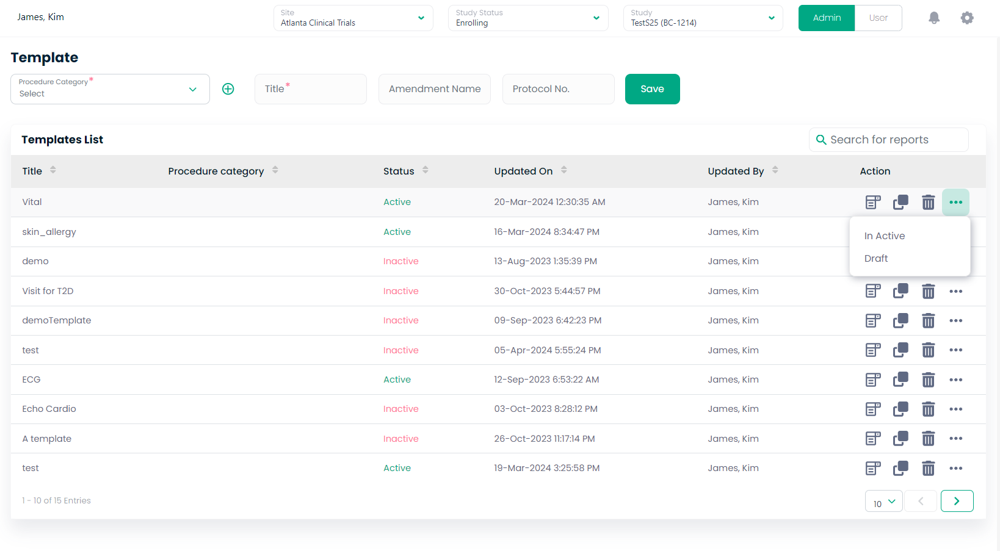 James, Kim
Site
Atlanta Clinical Trials
Study Status
Enrolling
Study
TestS25 (BC-1214)
Admin
User
Template
Procedure Category*
Select
Title*
Amendment Name
Protocol No.
Save
Templates List
Search for reports
Title Procedure category Status Updated On Updated By Action
Vital Active 20-Mar-2024 12:30:35 AM James, Kim
skin_allergy Active 16-Mar-2024 8:34:47 PM James, Kim
In Active
demo Inactive 13-Aug-2023 1:35:39 PM James, Kim
Draft
Visit for T2D Inactive 30-Oct-2023 5:44:57 PM James, Kim
demoTemplate Inactive 09-Sep-2023 6:42:23 PM James, Kim
test Inactive 05-Apr-2024 5:55:24 PM James, Kim
ECG Active 12-Sep-2023 6:53:22 AM James, Kim
Echo Cardio Inactive 03-Oct-2023 8:28:12 PM James, Kim
A template Inactive 26-Oct-2023 11:17:14 PM James, Kim
test Active 19-Mar-2024 3:25:58 PM James, Kim
1 - 10 of 15 Entries
10